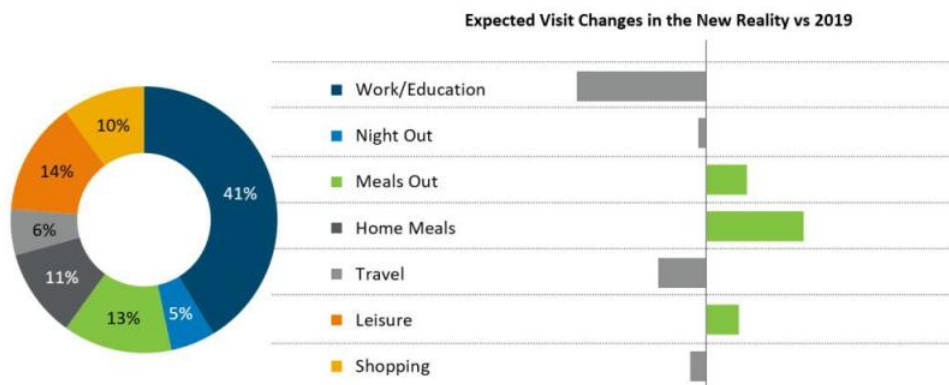 Expected Visit Changes in the New Reality vs 2019
10%
14%
41%
6%
11%
13%
5%
Work/Education
Night Out
Meals Out
Home Meals
Travel
Leisure
Shopping